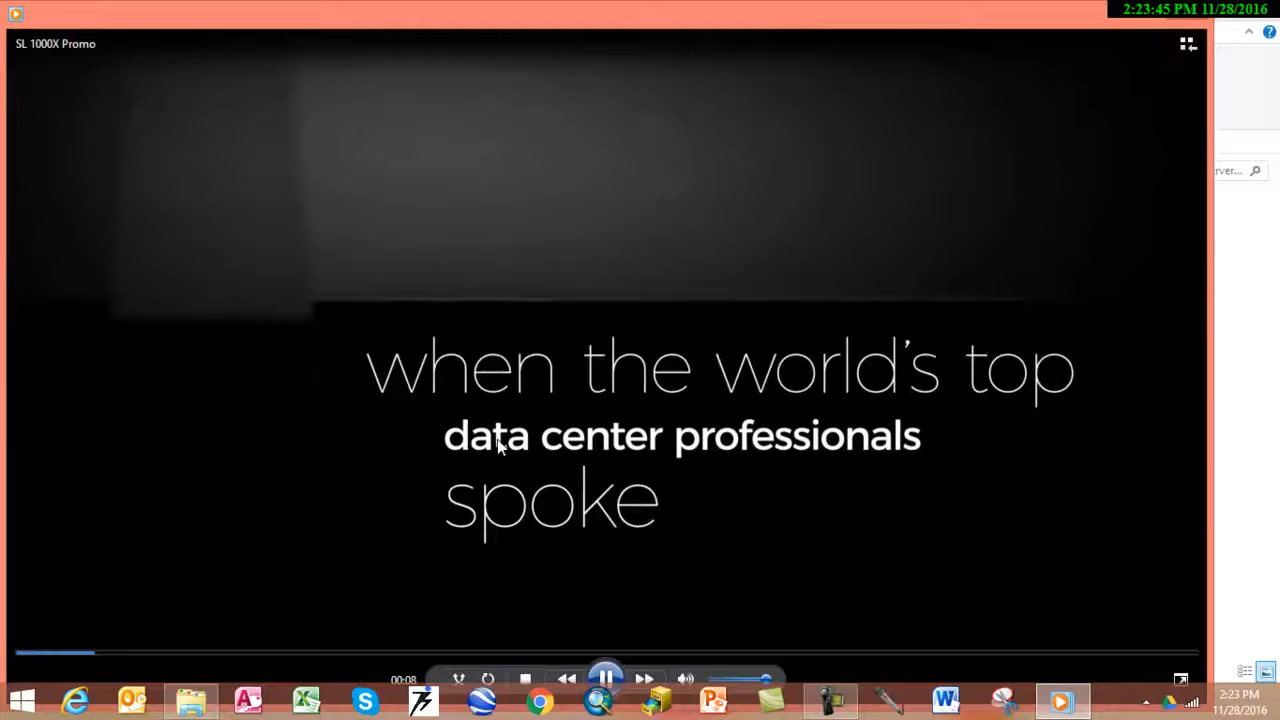 2:23:45 PM 11/28/2016
SL 1000X Promo
rver...
when the world's top
data center professionals
spoke
00:08
2:23 PM
11/28/2016